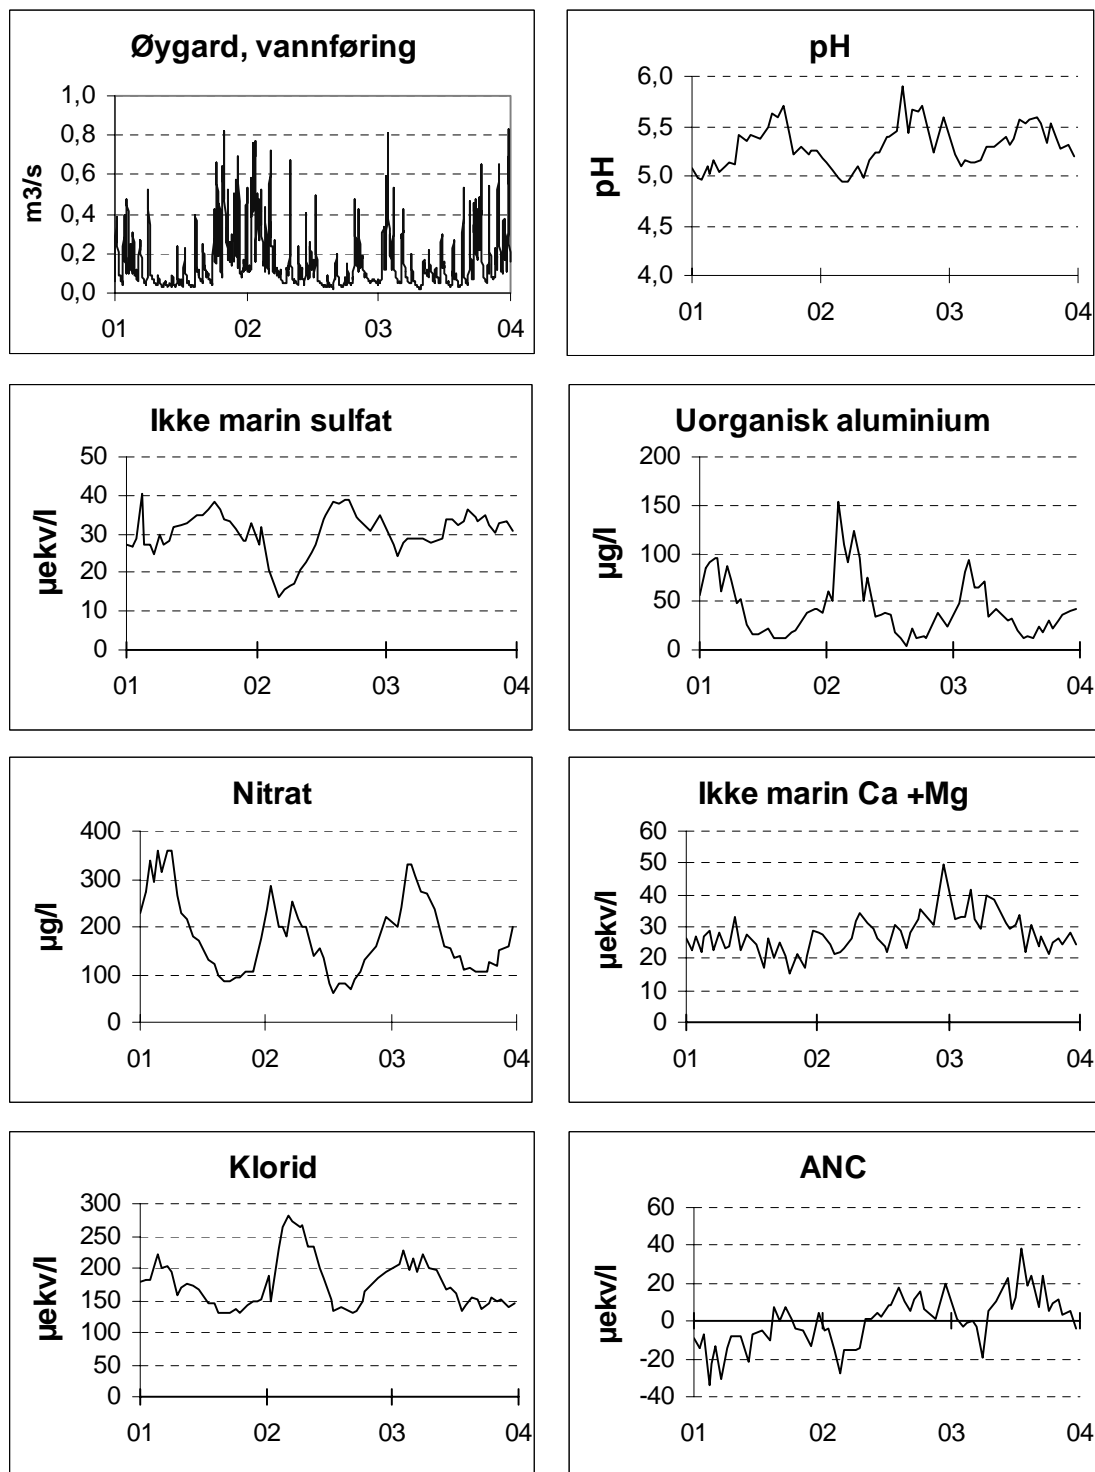 Øygard, vannføring
m3/s
1,0
0,8
0,6
0,4
0,2
0,0
01 02 03 04
pH
pH
6,0
5,5
5,0
4,5
4,0
01 02 03 04
Ikke marin sulfat
µekv/l
50
40
30
20
10
0
01 02 03 04
Uorganisk aluminium
µg/l
200
150
100
50
0
01 02 03 04
Nitrat
µg/l
400
300
200
100
0
01 02 03 04
Ikke marin Ca +Mg
µekv/l
60
50
40
30
20
10
0
01 02 03 04
Klorid
µekv/l
300
250
200
150
100
50
0
01 02 03 04
ANC
µekv/l
60
40
20
0
-20
-40
01 02 03 04